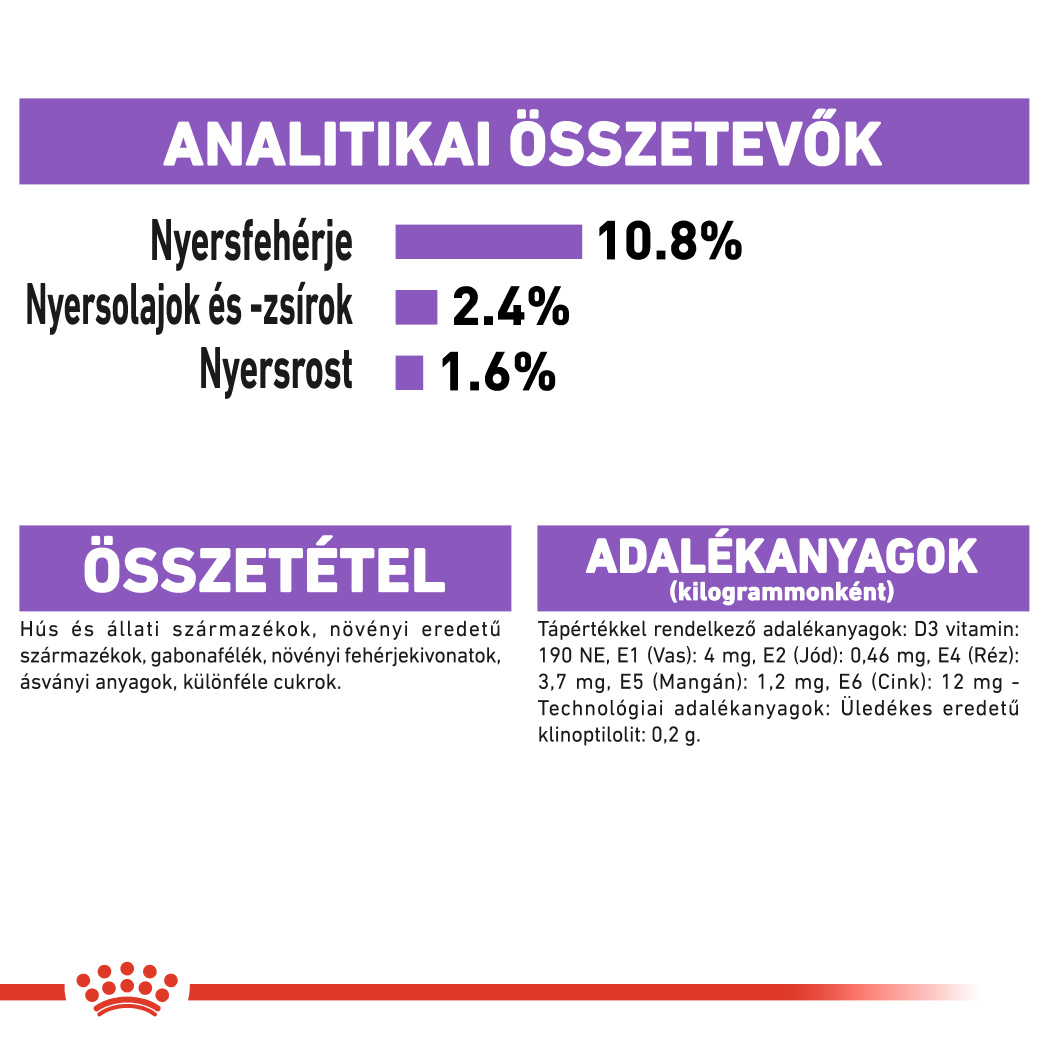 ANALITIKAI ÖSSZETEVŐK
Nyersfehérje 10.8%
Nyersolajok és -zsírok 2.4%
Nyersrost 1.6%
ÖSSZETÉTEL
Hús és állati származékok, növényi eredetű
származékok, gabonafélék, növényi fehérjekivonatok,
ásványi anyagok, különféle cukrok.
ADALÉKANYAGOK
(kilogrammonként)
Tápértékkel rendelkező adalékanyagok: D3 vitamin:
190 NE, E1 (Vas): 4 mg, E2 (Jód): 0,46 mg, E4 (Réz):
3,7 mg, E5 (Mangán): 1,2 mg, E6 (Cink): 12 mg -
Technológiai adalékanyagok: Üledékes eredetű
klinoptilolit: 0,2 g.